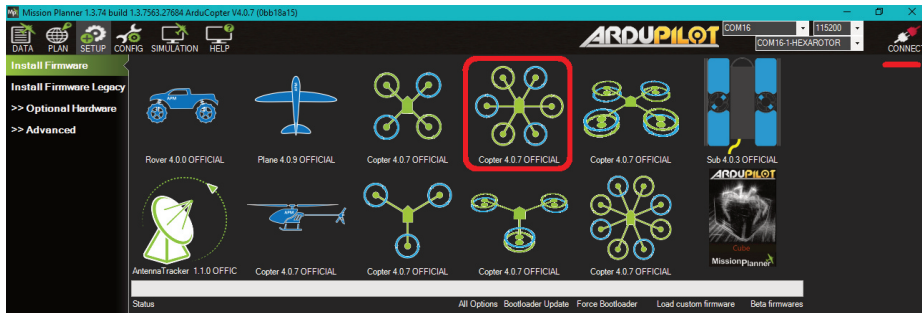 Mission Planner 1.3.74 build 1.3.7563.27684 ArduCopter V4.0.7 (0bb18a15)
DATA PLAN SETUP CONFIG SIMULATION HELP
ARDUPILOT
COM16 115200
COM16-1-HEXAROTOR
CONNECT
Install Firmware
Install Firmware Legacy
>> Optional Hardware
>> Advanced
Rover 4.0.0 OFFICIAL
Plane 4.0.9 OFFICIAL
Copter 4.0.7 OFFICIAL
Copter 4.0.7 OFFICIAL
Copter 4.0.7 OFFICIAL
Sub 4.0.3 OFFICIAL
AntennaTracker 1.1.0 OFFIC
Copter 4.0.7 OFFICIAL
Copter 4.0.7 OFFICIAL
Copter 4.0.7 OFFICIAL
Copter 4.0.7 OFFICIAL
ARDUPILOT
Cube
MissionPlanner
Status
All Options Bootloader Update Force Bootloader Load custom firmware Beta firmwares